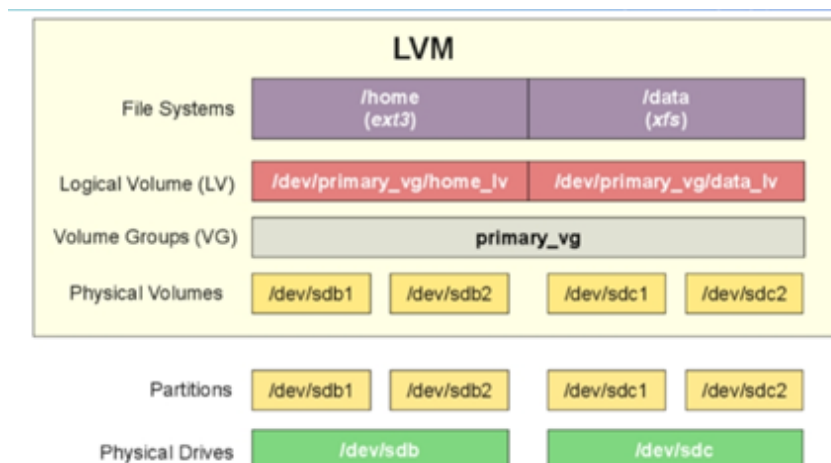 LVM
File Systems
/home
(ext3)
/data
(xfs)
Logical Volume (LV)
/dev/primary_vg/home_lv
/dev/primary_vg/data_lv
Volume Groups (VG)
primary_vg
Physical Volumes
/dev/sdb1
/dev/sdb2
/dev/sdc1
/dev/sdc2
Partitions
/dev/sdb1
/dev/sdb2
/dev/sdc1
/dev/sdc2
Physical Drives
/dev/sdb
/dev/sdc